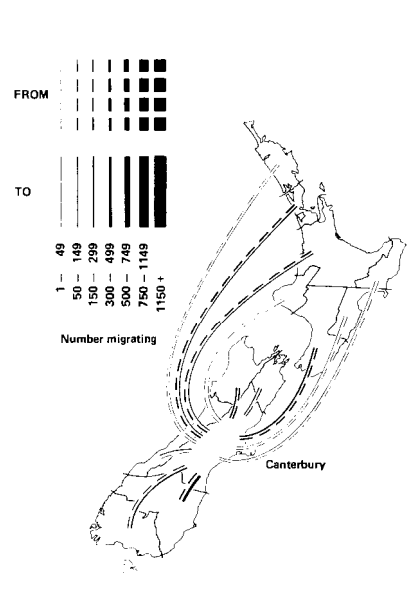 FROM
TO
1 – 49
50 – 149
150 – 299
300 – 499
500 – 749
750 – 1149
1150 +
Number migrating
Canterbury